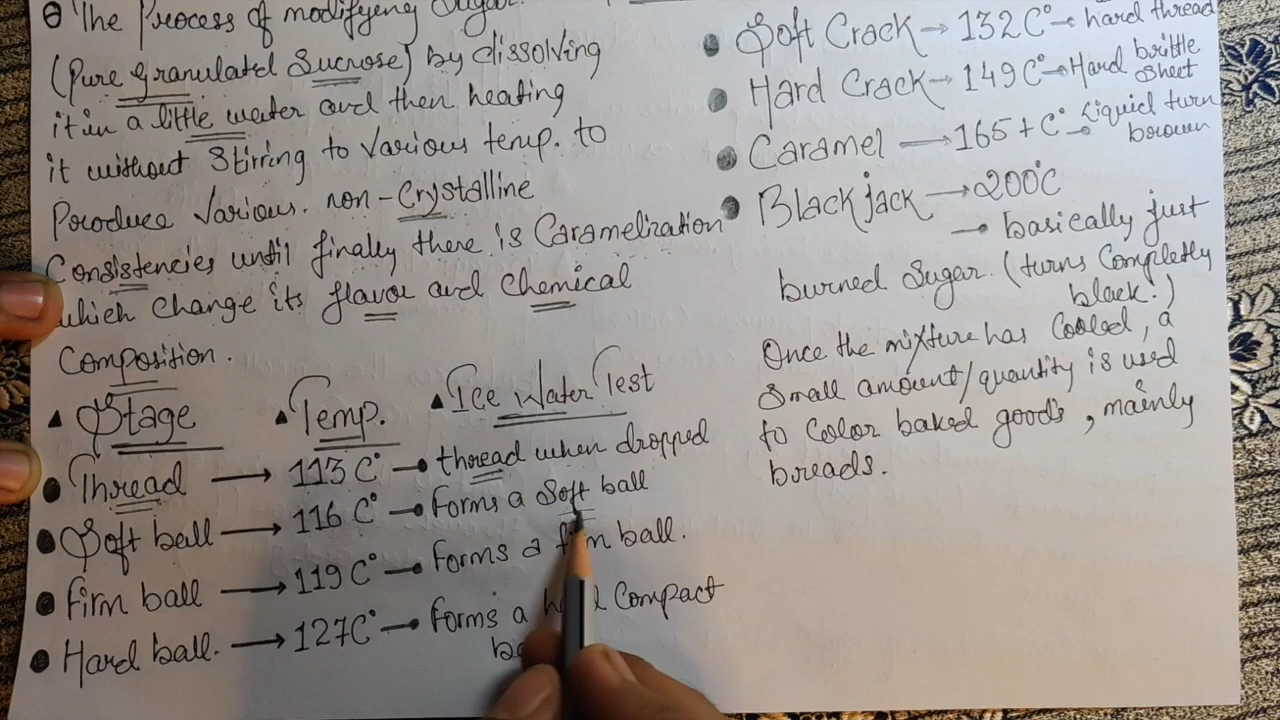 The Process of modifyeng Sugar.
(Pure Granulated Sucrose) by dissolving
it in a little water and then heating
it without Stirring to Various temp. to
Produce Various. non-Crystalline
Consistencies until finally there is Caramelization
which change its flavor and Chemical
Composition.
Stage Temp. Ice Water Test
Thread → 113 C° → thread when dropped
Soft ball → 116 C° → forms a Soft ball
firm ball → 119 C° → forms a ball.
Hard ball. → 127C° → forms a Compact
Soft Crack → 132 C° → hard thread
Hard Crack → 149 C° → Hard brittle
Sheet
Caramel → 165+C° → Liquid turn
brown
Black jack → 200°C
→ basically just
burned Sugar. (turns Completly
black.)
Once the mixture has Cooled, a
Small amount/quantity is used
to Color baked goods, mainly
breads.